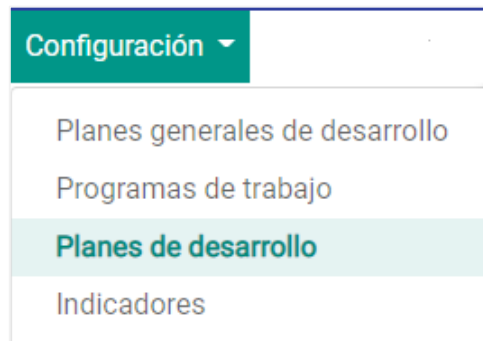 Configuración
Planes generales de desarrollo
Programas de trabajo
Planes de desarrollo
Indicadores